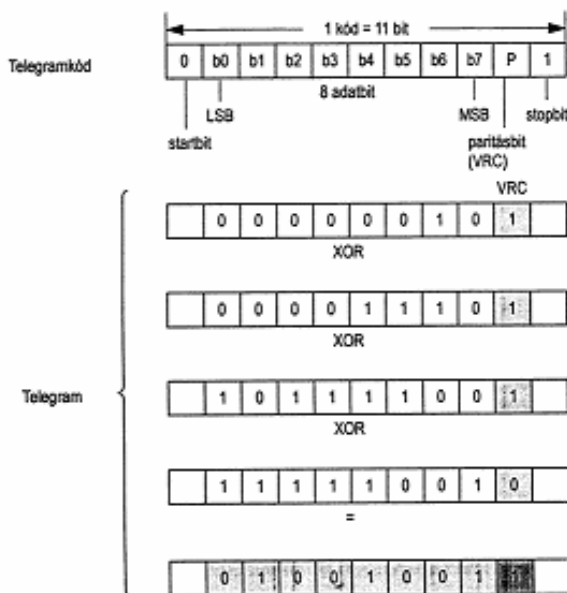 1 kód = 11 bit
Telegramkód
0 b0 b1 b2 b3 b4 b5 b6 b7 P 1
8 adatbit
LSB MSB stopbit
startbit paritásbit
(VRC)
VRC
0 0 0 0 0 0 1 0 1
XOR
0 0 0 0 1 1 1 0 1
XOR
Telegram
1 0 1 1 1 1 0 0 1
XOR
1 1 1 1 1 0 0 1 0
=
0 1 0 0 1 0 0 1 1